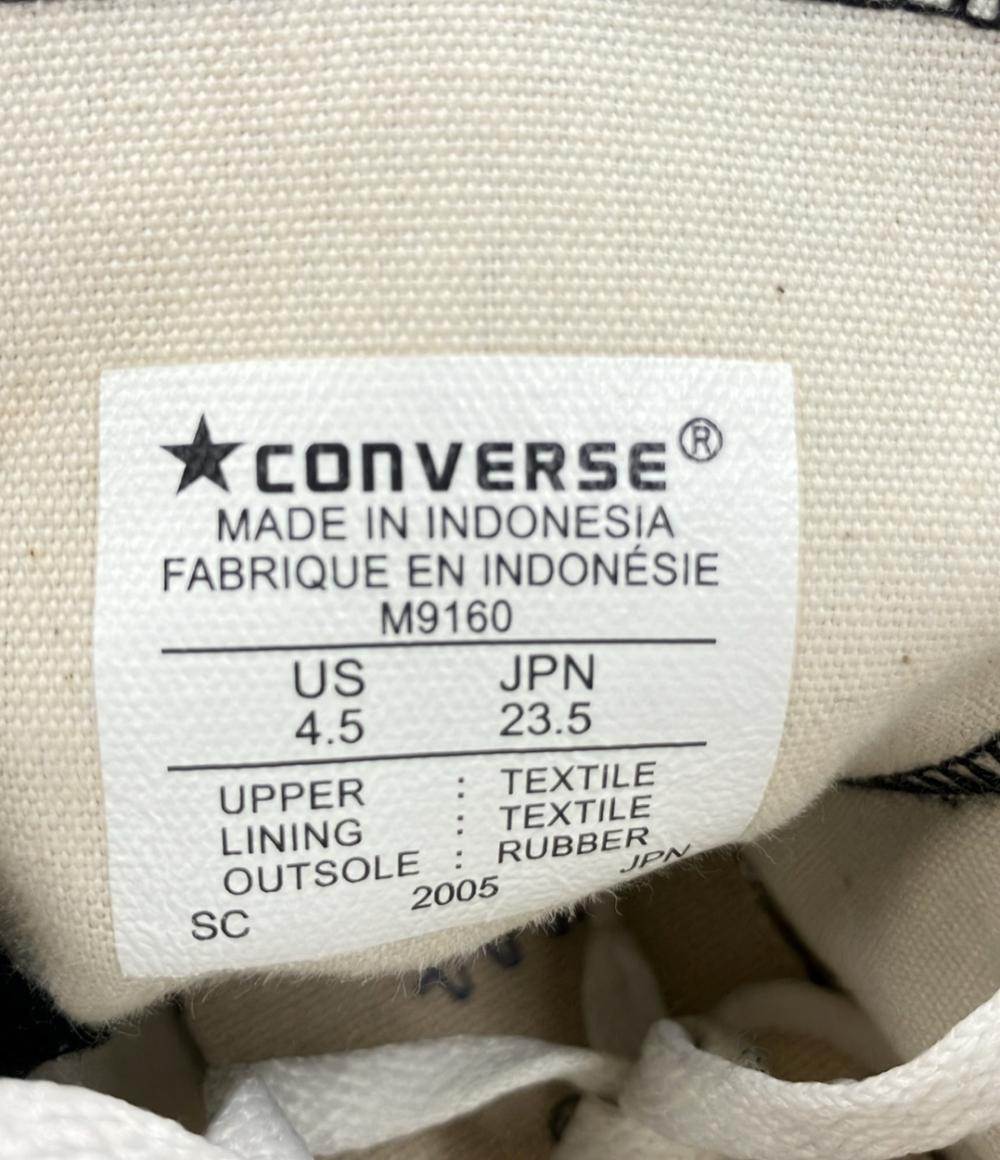 ★CONVERSE®
MADE IN INDONESIA
FABRIQUE EN INDONÉSIE
M9160
US JPN
4.5 23.5
UPPER : TEXTILE
LINING : TEXTILE
OUTSOLE : RUBBER
SC 2005 JPN